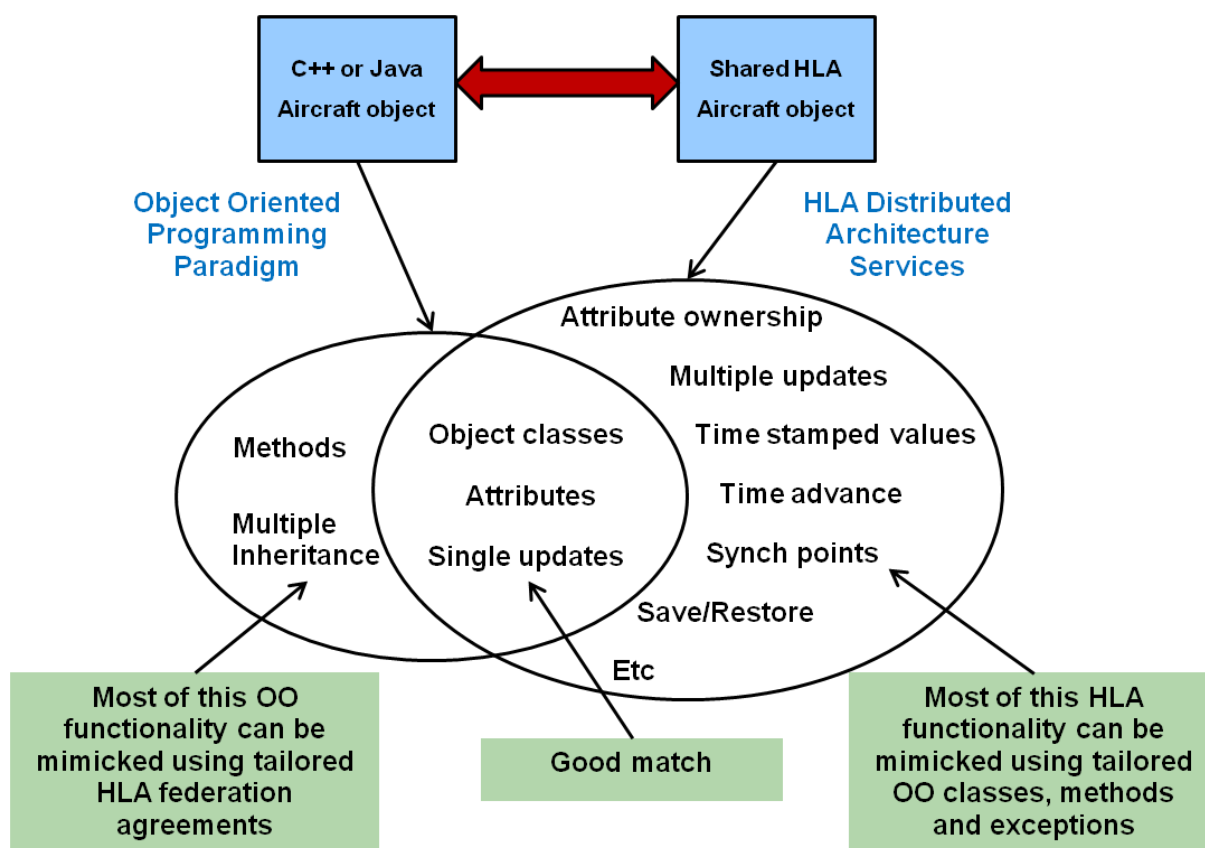 C++ or Java
Aircraft object
Shared HLA
Aircraft object
Object Oriented
Programming
Paradigm
HLA Distributed
Architecture
Services
Attribute ownership
Multiple updates
Time stamped values
Time advance
Synch points
Save/Restore
Etc
Object classes
Attributes
Single updates
Methods
Multiple
Inheritance
Most of this OO
functionality can be
mimicked using tailored
HLA federation
agreements
Good match
Most of this HLA
functionality can be
mimicked using tailored
OO classes, methods
and exceptions